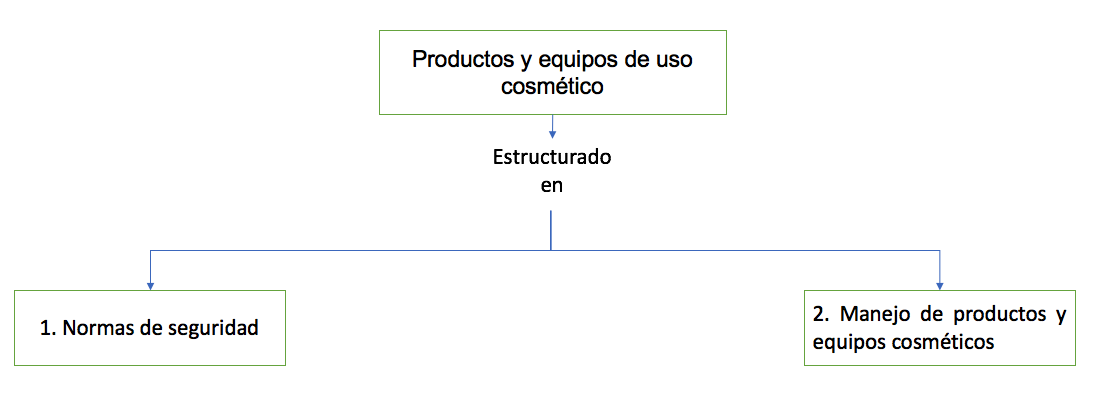 Productos y equipos de uso
cosmético
Estructurado
en
1. Normas de seguridad
2. Manejo de productos y
equipos cosméticos